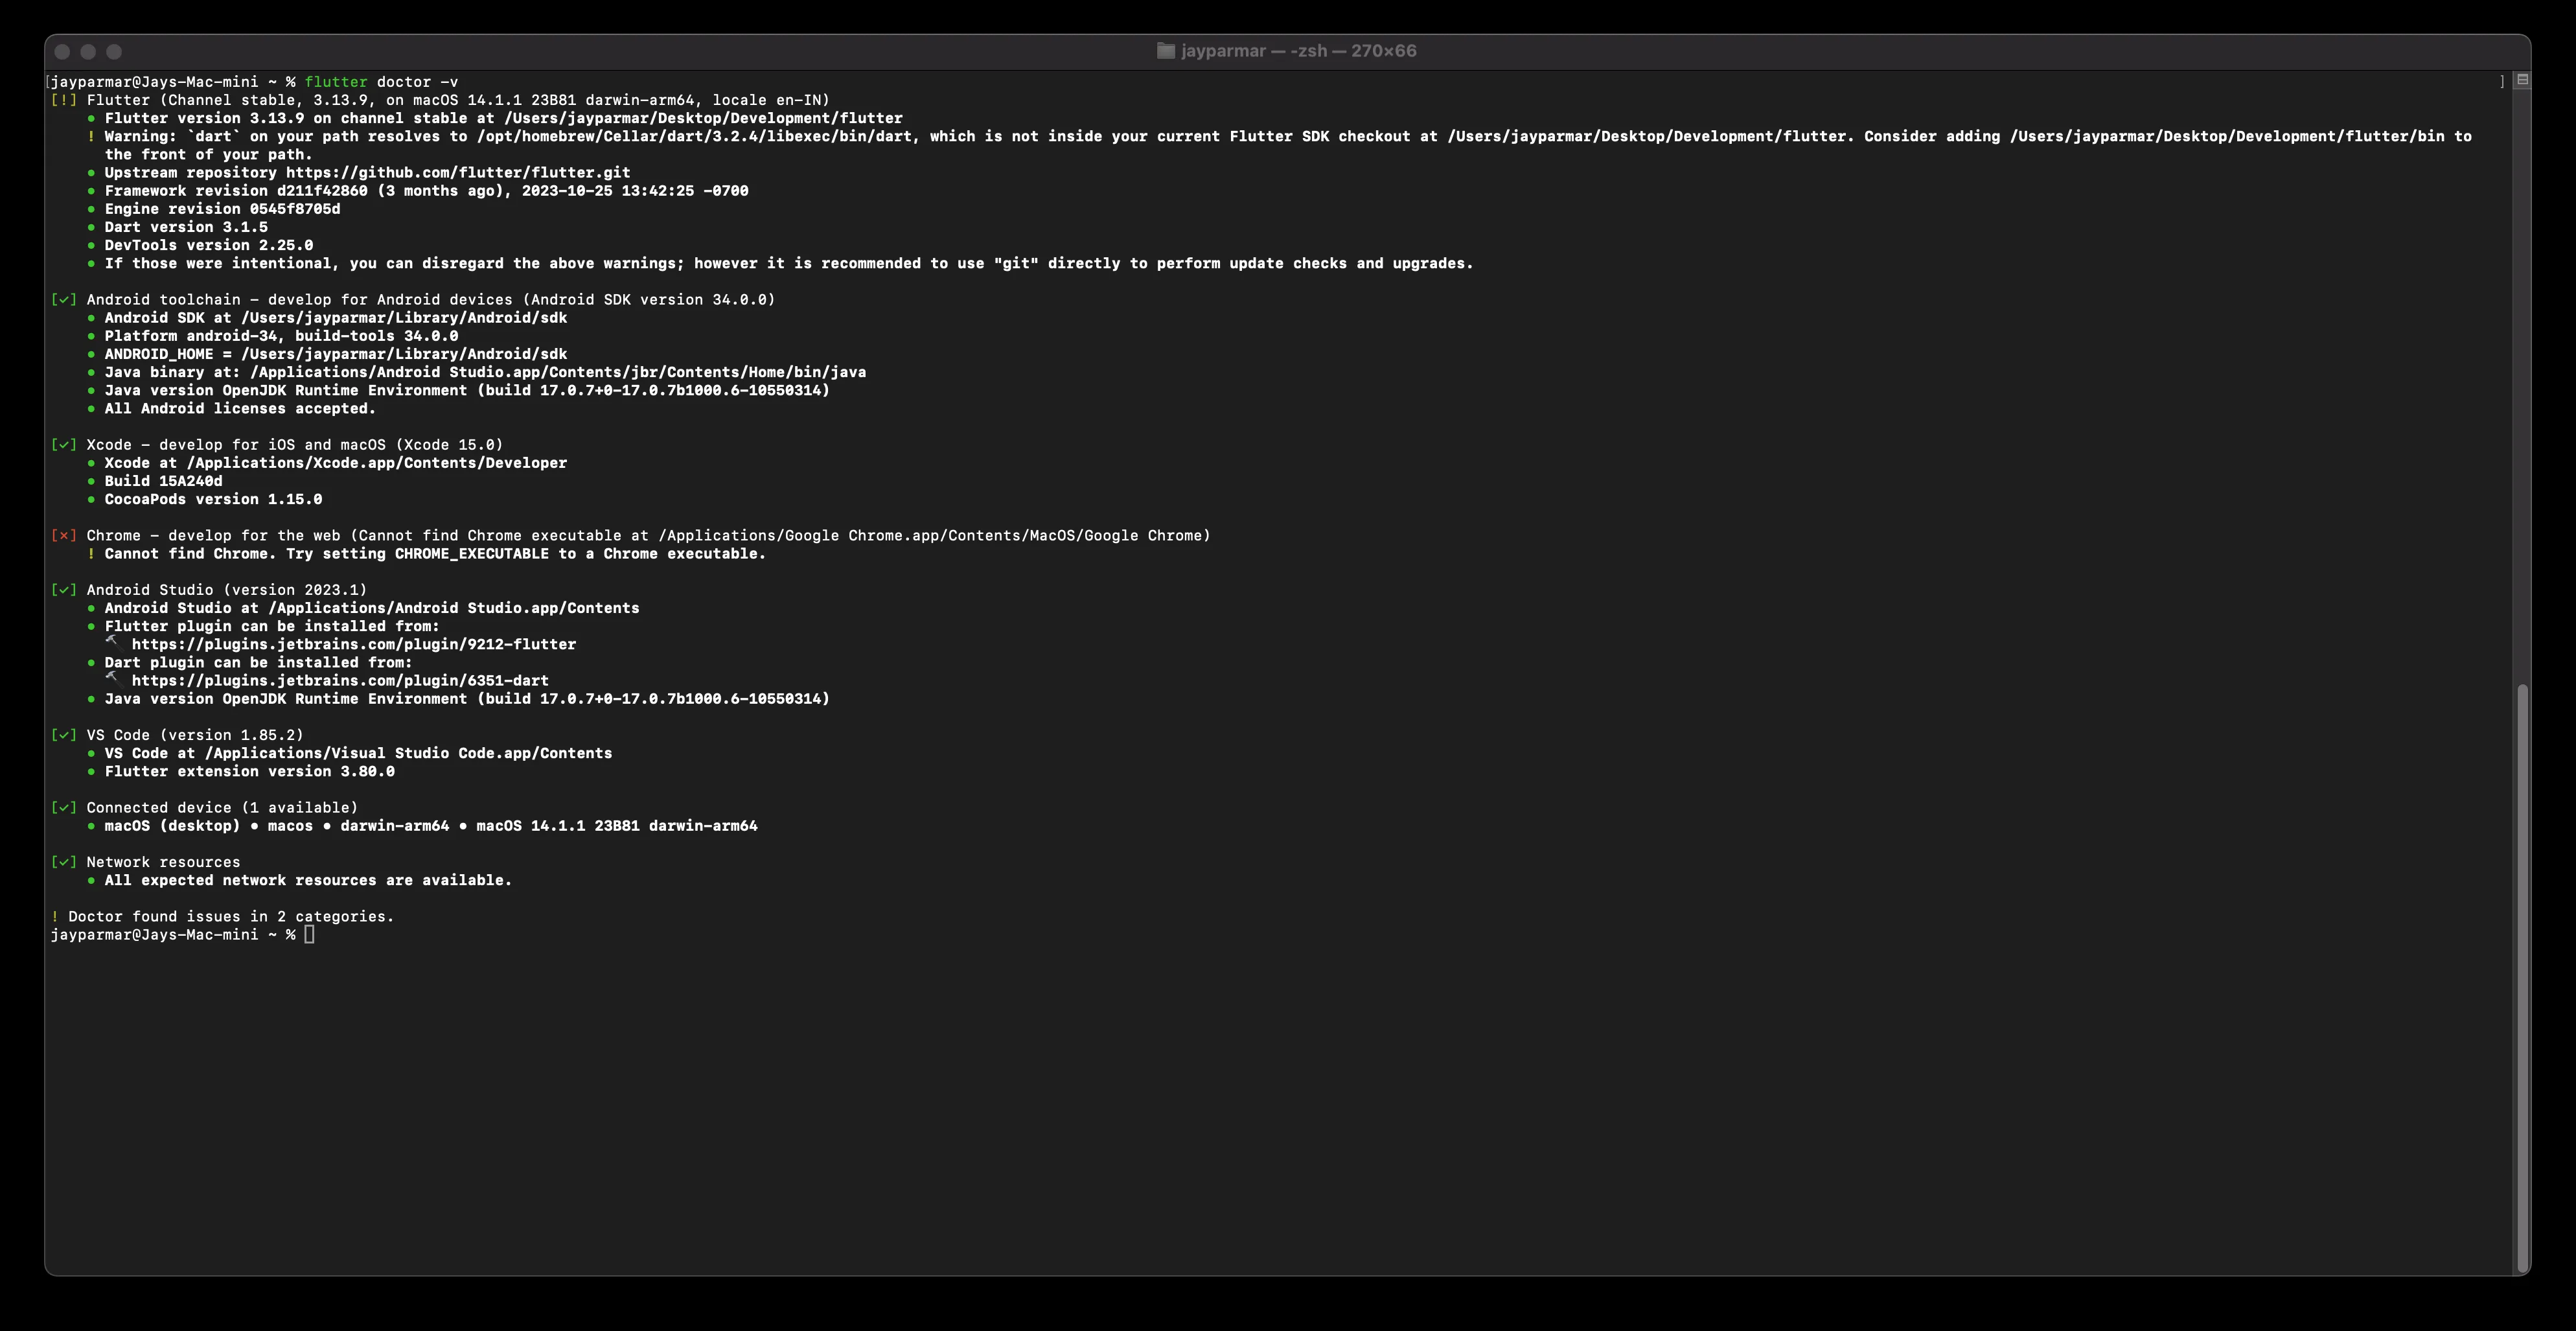 jayparmar — -zsh — 270×66
[jayparmar@Jays-Mac-mini ~ % flutter doctor -v ]
[!] Flutter (Channel stable, 3.13.9, on macOS 14.1.1 23B81 darwin-arm64, locale en-IN)
• Flutter version 3.13.9 on channel stable at /Users/jayparmar/Desktop/Development/flutter
! Warning: `dart` on your path resolves to /opt/homebrew/Cellar/dart/3.2.4/libexec/bin/dart, which is not inside your current Flutter SDK checkout at /Users/jayparmar/Desktop/Development/flutter. Consider adding /Users/jayparmar/Desktop/Development/flutter/bin to
the front of your path.
• Upstream repository https://github.com/flutter/flutter.git
• Framework revision d211f42860 (3 months ago), 2023-10-25 13:42:25 -0700
• Engine revision 0545f8705d
• Dart version 3.1.5
• DevTools version 2.25.0
• If those were intentional, you can disregard the above warnings; however it is recommended to use "git" directly to perform update checks and upgrades.
[✓] Android toolchain - develop for Android devices (Android SDK version 34.0.0)
• Android SDK at /Users/jayparmar/Library/Android/sdk
• Platform android-34, build-tools 34.0.0
• ANDROID_HOME = /Users/jayparmar/Library/Android/sdk
• Java binary at: /Applications/Android Studio.app/Contents/jbr/Contents/Home/bin/java
• Java version OpenJDK Runtime Environment (build 17.0.7+0-17.0.7b1000.6-10550314)
• All Android licenses accepted.
[✓] Xcode - develop for iOS and macOS (Xcode 15.0)
• Xcode at /Applications/Xcode.app/Contents/Developer
• Build 15A240d
• CocoaPods version 1.15.0
[✗] Chrome - develop for the web (Cannot find Chrome executable at /Applications/Google Chrome.app/Contents/MacOS/Google Chrome)
! Cannot find Chrome. Try setting CHROME_EXECUTABLE to a Chrome executable.
[✓] Android Studio (version 2023.1)
• Android Studio at /Applications/Android Studio.app/Contents
• Flutter plugin can be installed from:
🔨 https://plugins.jetbrains.com/plugin/9212-flutter
• Dart plugin can be installed from:
🔨 https://plugins.jetbrains.com/plugin/6351-dart
• Java version OpenJDK Runtime Environment (build 17.0.7+0-17.0.7b1000.6-10550314)
[✓] VS Code (version 1.85.2)
• VS Code at /Applications/Visual Studio Code.app/Contents
• Flutter extension version 3.80.0
[✓] Connected device (1 available)
• macOS (desktop) • macos • darwin-arm64 • macOS 14.1.1 23B81 darwin-arm64
[✓] Network resources
• All expected network resources are available.
! Doctor found issues in 2 categories.
jayparmar@Jays-Mac-mini ~ %